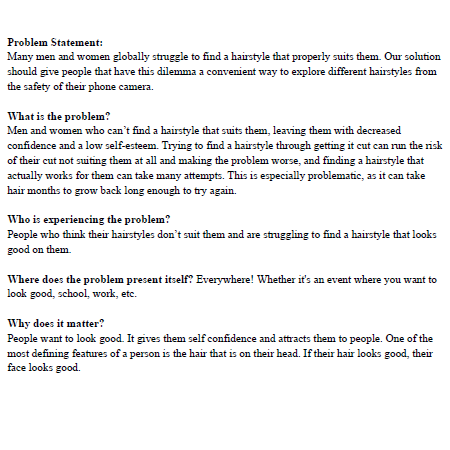 Problem Statement:
Many men and women globally struggle to find a hairstyle that properly suits them. Our solution
should give people that have this dilemma a convenient way to explore different hairstyles from
the safety of their phone camera.
What is the problem?
Men and women who can't find a hairstyle that suits them, leaving them with decreased
confidence and a low self-esteem. Trying to find a hairstyle through getting it cut can run the risk
of their cut not suiting them at all and making the problem worse, and finding a hairstyle that
actually works for them can take many attempts. This is especially problematic, as it can take
hair months to grow back long enough to try again.
Who is experiencing the problem?
People who think their hairstyles don't suit them and are struggling to find a hairstyle that looks
good on them.
Where does the problem present itself? Everywhere! Whether it's an event where you want to
look good, school, work, etc.
Why does it matter?
People want to look good. It gives them self confidence and attracts them to people. One of the
most defining features of a person is the hair that is on their head. If their hair looks good, their
face looks good.